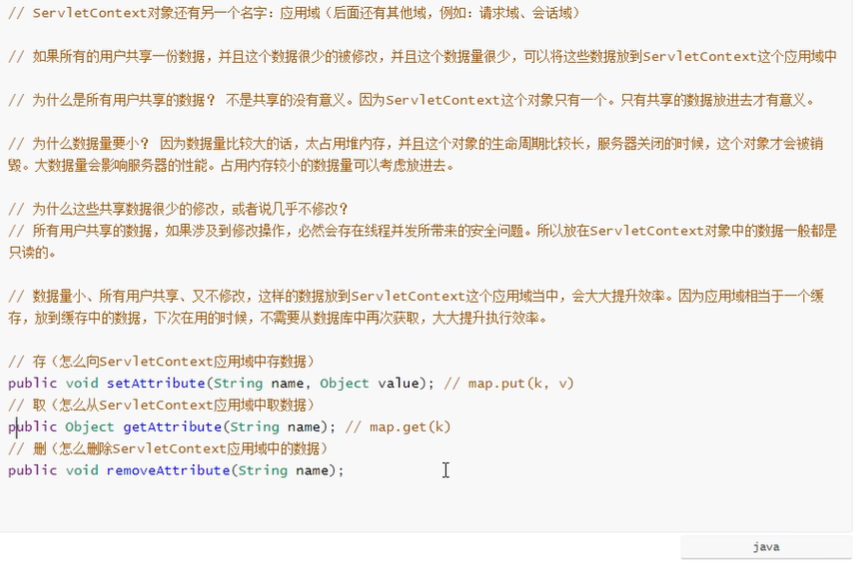 // ServletContext对象还有另一个名字：应用域（后面还有其他域，例如：请求域、会话域）
// 如果所有的用户共享一份数据，并且这个数据很少的被修改，并且这个数据量很少，可以将这些数据放到ServletContext这个应用域中
// 为什么是所有用户共享的数据？ 不是共享的没有意义。因为ServletContext这个对象只有一个。只有共享的数据放进去才有意义。
// 为什么数据量要小？ 因为数据量比较大的话，太占用堆内存，并且这个对象的生命周期比较长，服务器关闭的时候，这个对象才会被销
毁。大数据量会影响服务器的性能。占用内存较小的数据量可以考虑放进去。
// 为什么这些共享数据很少的修改，或者说几乎不修改？
// 所有用户共享的数据，如果涉及到修改操作，必然会存在线程并发所带来的安全问题。所以放在ServletContext对象中的数据一般都是
只读的。
// 数据量小、所有用户共享、又不修改，这样的数据放到ServletContext这个应用域当中，会大大提升效率。因为应用域相当于一个缓
存，放到缓存中的数据，下次在用的时候，不需要从数据库中再次获取，大大提升执行效率。
// 存（怎么向ServletContext应用域中存数据）
public void setAttribute(String name, Object value); // map.put(k, v)
// 取（怎么从ServletContext应用域中取数据）
public Object getAttribute(String name); // map.get(k)
// 删（怎么删除ServletContext应用域中的数据）
public void removeAttribute(String name);
java